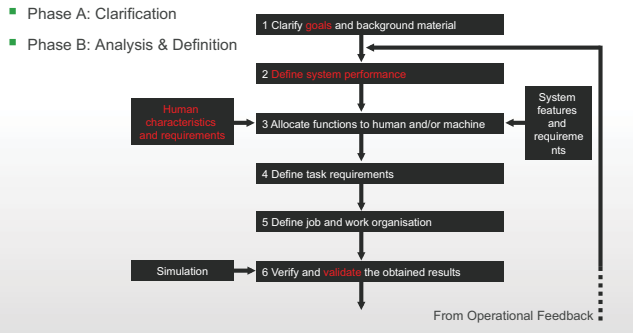 Phase A: Clarification
Phase B: Analysis & Definition
1 Clarify goals and background material
2 Define system performance
Human
characteristics
and requirements
3 Allocate functions to human and/or machine
System
features
and
requireme
nts
4 Define task requirements
5 Define job and work organisation
Simulation
6 Verify and validate the obtained results
From Operational Feedback